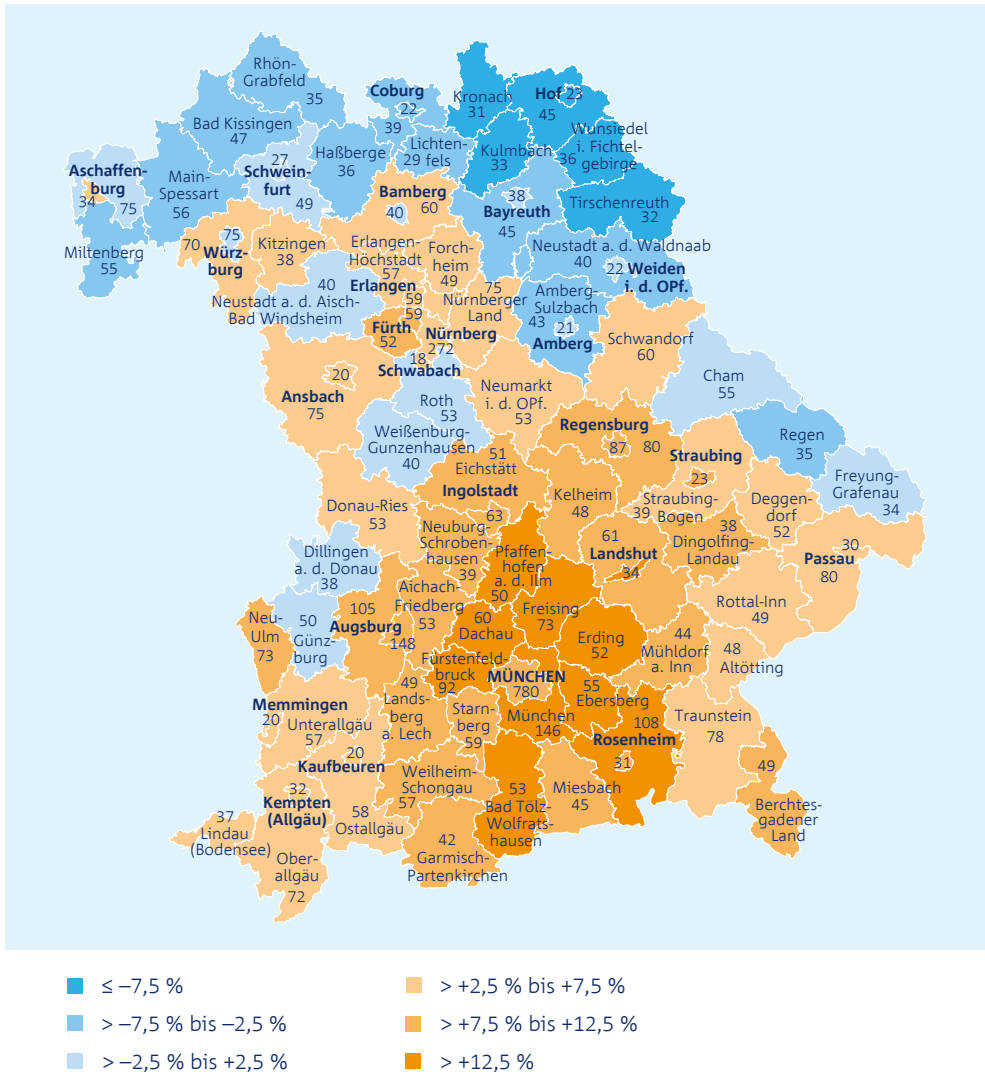 Rhön-
Grabfeld
35
Coburg
22
39
Kronach
31
Hof 23
45
Bad Kissingen
47
Lichten-
29 fels
Wunsiedel
i. Fichtel-
36 gebirge
Kulmbach
33
Haßberge
36
27
Schwein-
furt
49
Aschaffen-
burg
34
75
Main-
Spessart
56
Bamberg
40 60
38
Bayreuth
45
Tirschenreuth
32
Miltenberg
55
70 75
Würz-
burg
Kitzingen
38
Erlangen-
Höchstadt
57
Forch-
heim
49
Neustadt a. d. Waldnaab
40
22 Weiden
i. d. OPf.
40
Neustadt a. d. Aisch-
Bad Windsheim
Erlangen
59
59
75
Nürnberger
Land
Amberg-
Sulzbach
43
21
Amberg
Fürth
52
Nürnberg
272
18
Schwabach
Schwandorf
60
20
Ansbach
75
Roth
53
Neumarkt
i. d. OPf.
53
Cham
55
Weißenburg-
Gunzenhausen
40
Regensburg
87 80
Regen
35
51
Eichstätt
Straubing
23
Freyung-
Grafenau
34
Ingolstadt
63
Kelheim
48
39 Straubing-
Bogen
Deggen-
dorf
52
Donau-Ries
53
Neuburg-
Schroben-
hausen
39
Pfaffen-
hofen
a. d. Ilm
50
61
Landshut
34
38
Dingolfing-
Landau
30
Passau
80
Dillingen
a. d. Donau
38
Aichach-
Friedberg
53
Freising
73
Rottal-Inn
49
50
Günz-
burg
105
Augsburg
148
60
Dachau
Erding
52
44
Mühldorf
a. Inn
48
Altötting
Neu-
Ulm
73
Fürstenfeld-
bruck
92
MÜNCHEN
780
55
Ebersberg
Memmingen
20
Unterallgäu
57
49
Lands-
berg
a. Lech
Starn-
berg
59
München
146
108
Rosenheim
31
Traunstein
78
20
Kaufbeuren
Weilheim-
Schongau
57
53
Bad Tölz-
Wolfrats-
hausen
Miesbach
45
49
Berchtes-
gadener
Land
32
Kempten
(Allgäu)
58
Ostallgäu
37
Lindau
(Bodensee)
42
Garmisch-
Partenkirchen
Ober-
allgäu
72
≤ –7,5 %
> –7,5 % bis –2,5 %
> –2,5 % bis +2,5 %
> +2,5 % bis +7,5 %
> +7,5 % bis +12,5 %
> +12,5 %